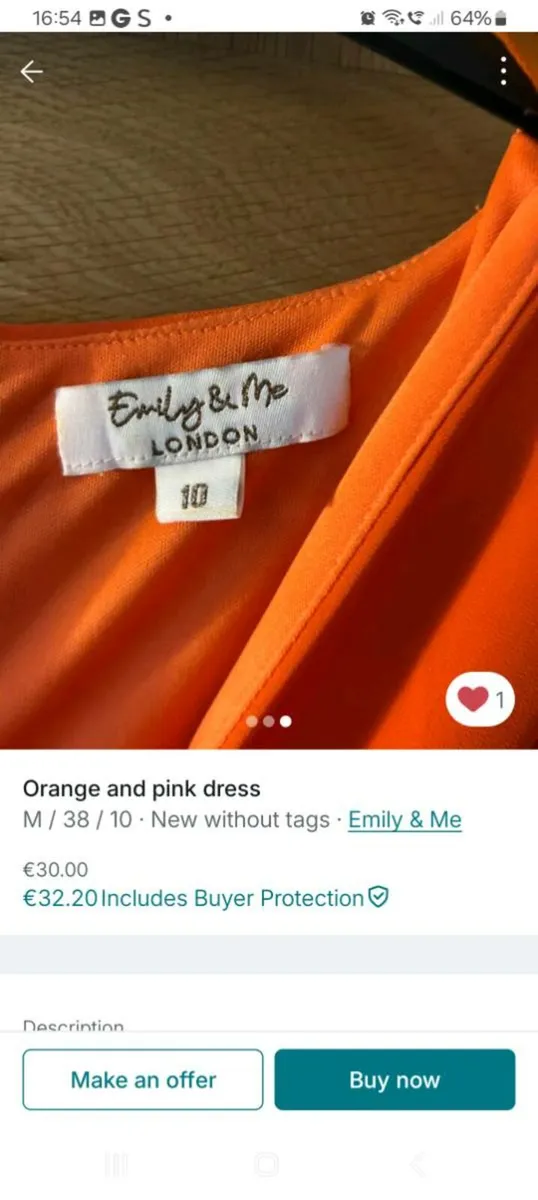 16:54 G S •
64%
Emily & Me
LONDON
10
1
Orange and pink dress
M / 38 / 10 · New without tags · Emily & Me
€30.00
€32.20 Includes Buyer Protection
Description
Make an offer
Buy now